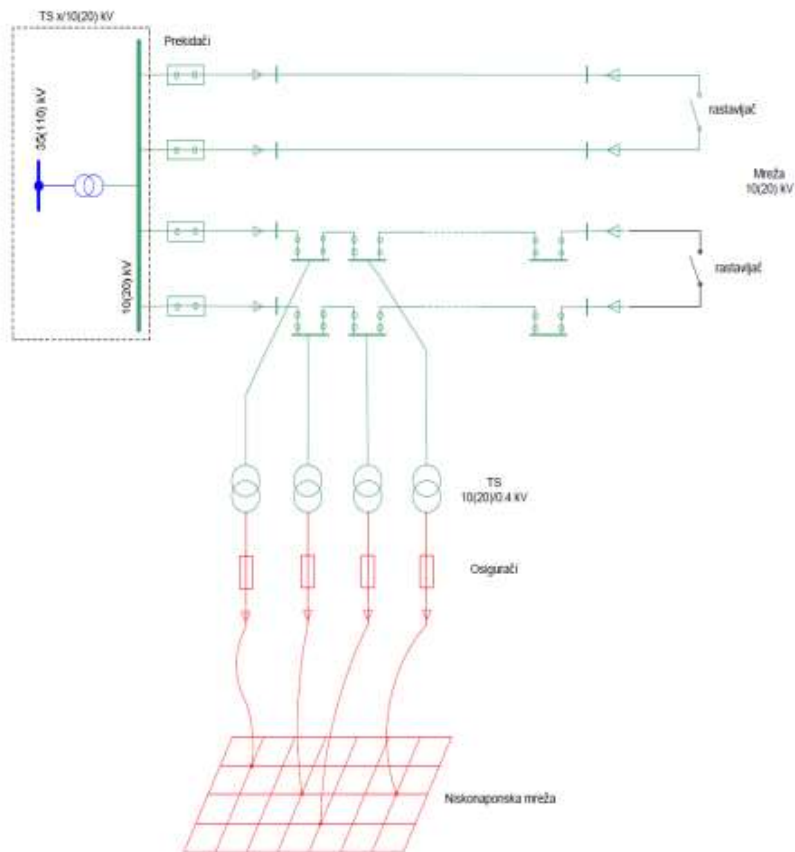 TS x/10(20) kV
Prekidači
35(110) kV
rastavljač
Mreža
10(20) kV
10(20) kV
rastavljač
TS
10(20)/0.4 kV
Osigurači
Niskonaponska mreža